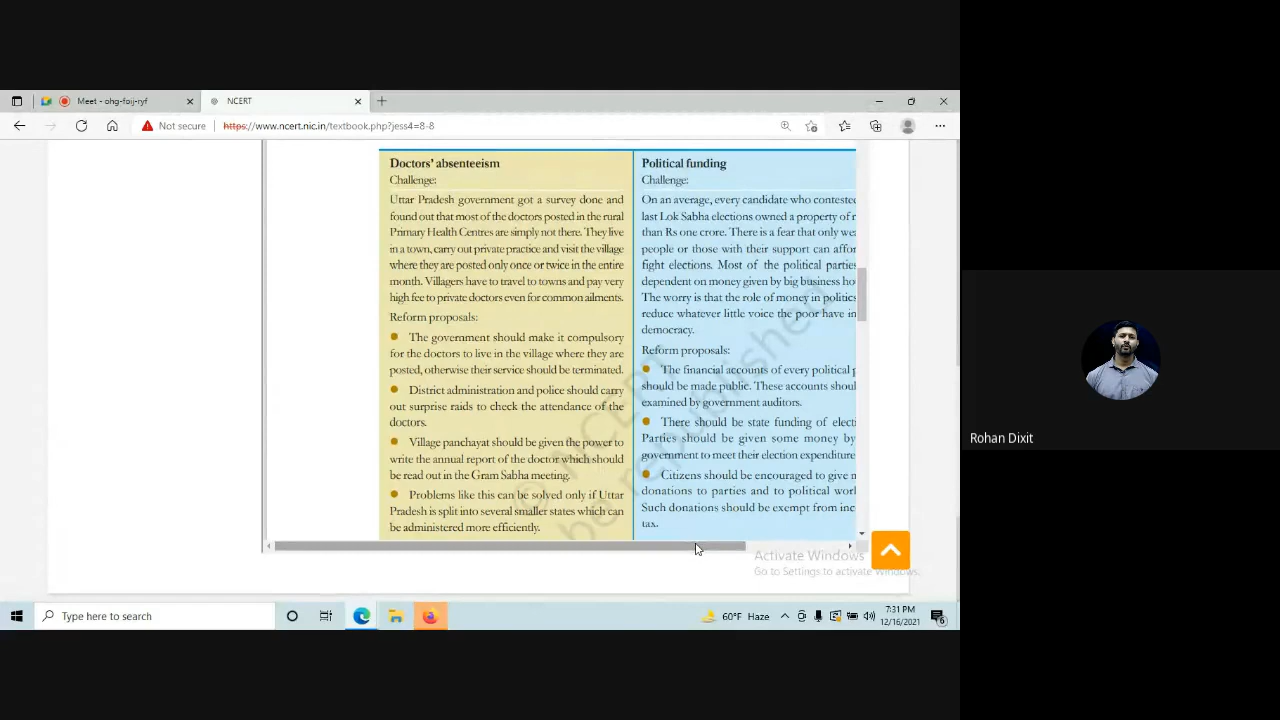 Meet - ohg-foij-ryf
NCERT
Not secure
https://www.ncert.nic.in/textbook.php?jess4=8-8
Doctors' absenteeism
Challenge:
Uttar Pradesh government got a survey done and
found out that most of the doctors posted in the rural
Primary Health Centres are simply not there. They live
in a town, carry out private practice and visit the village
where they are posted only once or twice in the entire
month. Villagers have to travel to towns and pay very
high fee to private doctors even for common ailments.
Reform proposals:
The government should make it compulsory
for the doctors to live in the village where they are
posted, otherwise their service should be terminated.
District administration and police should carry
out surprise raids to check the attendance of the
doctors.
Village panchayat should be given the power to
write the annual report of the doctor which should
be read out in the Gram Sabha meeting.
Problems like this can be solved only if Uttar
Pradesh is split into several smaller states which can
be administered more efficiently.
Political funding
Challenge:
On an average, every candidate who contested
last Lok Sabha elections owned a property of
than Rs one crore. There is a fear that only
people or those with their support can
fight elections. Most of the political parties
dependent on money given by big business
The worry is that the role of money in politics
reduce whatever little voice the poor have in
democracy.
Reform proposals:
The financial accounts of every political
should be made public. These accounts
examined by government auditors.
There should be state funding of
Parties should be given some money by
government to meet their election expenditure
Citizens should be encouraged to give
donations to parties and to political
Such donations should be exempt from
tax.
© NCERT
be republished
Activate Windows
Go to Settings to activate Windows.
Rohan Dixit
Type here to search
60°F Haze
7:31 PM
12/16/2021
6